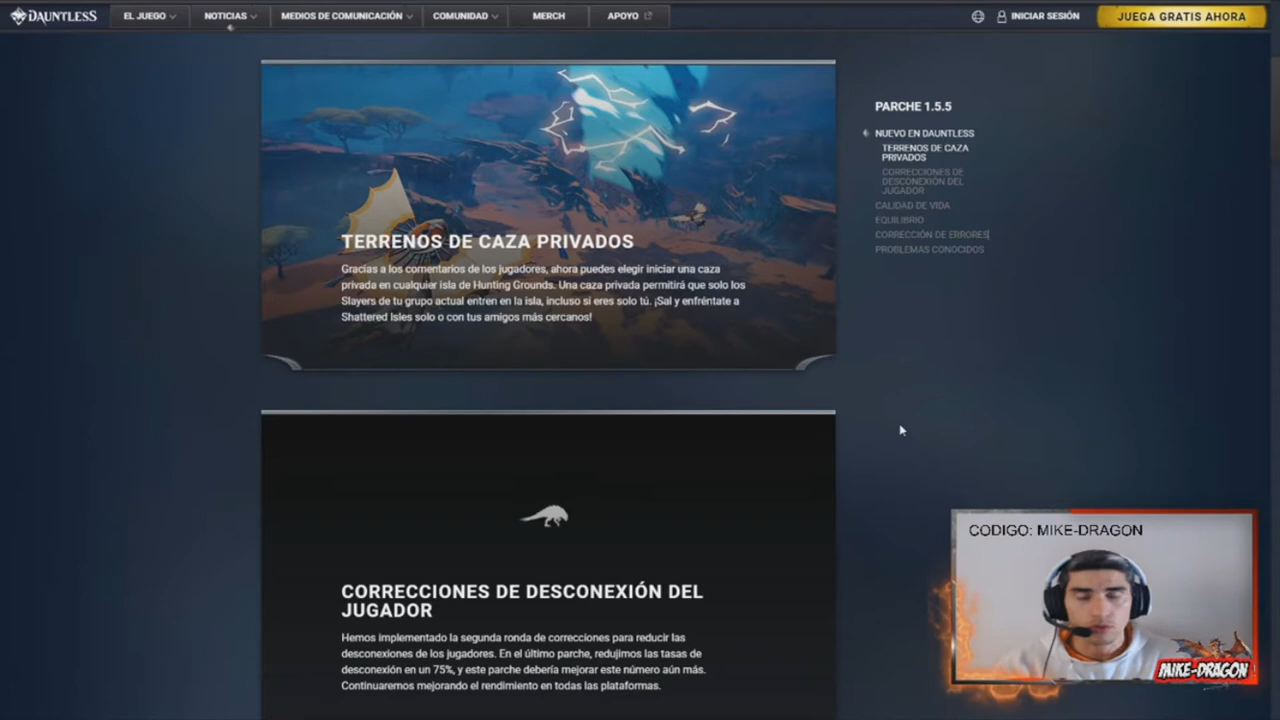 DAUNTLESS
EL JUEGO
NOTICIAS
MEDIOS DE COMUNICACIÓN
COMUNIDAD
MERCH
APOYO
INICIAR SESIÓN
JUEGA GRATIS AHORA
TERRENOS DE CAZA PRIVADOS
Gracias a los comentarios de los jugadores, ahora puedes elegir iniciar una caza
privada en cualquier isla de Hunting Grounds. Una caza privada permitirá que solo los
Slayers de tu grupo actual entren en la isla, incluso si eres solo tú. ¡Sal y enfréntate a
Shattered Isles solo o con tus amigos más cercanos!
CORRECCIONES DE DESCONEXIÓN DEL
JUGADOR
Hemos implementado la segunda ronda de correcciones para reducir las
desconexiones de los jugadores. En el último parche, redujimos las tasas de
desconexión en un 75%, y este parche debería mejorar este número aún más.
Continuaremos mejorando el rendimiento en todas las plataformas.
PARCHE 1.5.5
NUEVO EN DAUNTLESS
TERRENOS DE CAZA
PRIVADOS
CORRECCIONES DE
DESCONEXIÓN DEL
JUGADOR
CALIDAD DE VIDA
EQUILIBRIO
CORRECCIÓN DE ERRORES
PROBLEMAS CONOCIDOS
CODIGO: MIKE-DRAGON
MIKE-DRAGON